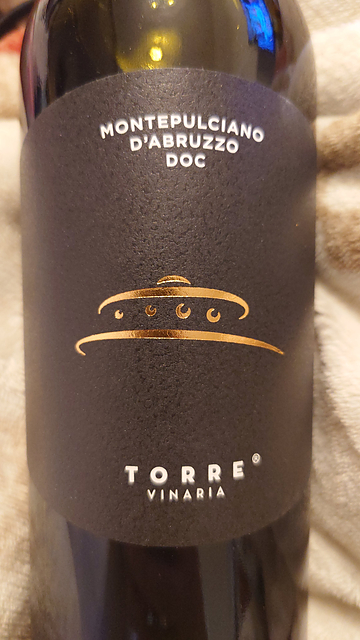 MONTEPULCIANO
D'ABRUZZO
DOC
TORRE®
VINARIA